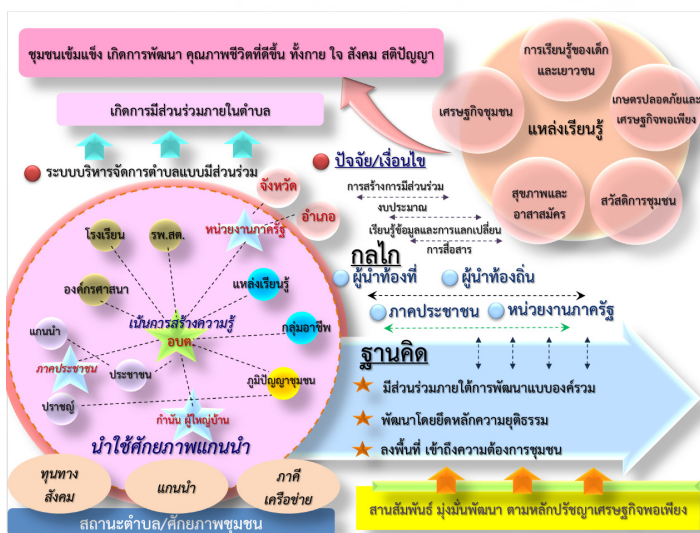 ชุมชนเข้มแข็ง เกิดการพัฒนา คุณภาพชีวิตที่ดีขึ้น ทั้งกาย ใจ สังคม สติปัญญา
เกิดการมีส่วนร่วมภายในตำบล
ระบบบริหารจัดการตำบลแบบมีส่วนร่วม
การเรียนรู้ของเด็ก
และเยาวชน
เศรษฐกิจชุมชน
แหล่งเรียนรู้
เกษตรปลอดภัยและ
เศรษฐกิจพอเพียง
สุขภาพและ
อาสาสมัคร
สวัสดิการชุมชน
ปัจจัย/เงื่อนไข
การสร้างการมีส่วนร่วม
งบประมาณ
เรียนรู้ข้อมูลและการแลกเปลี่ยน
การสื่อสาร
จังหวัด
อำเภอ
หน่วยงานภาครัฐ
โรงเรียน
รพ.สต.
องค์กรศาสนา
แหล่งเรียนรู้
เน้นการสร้างความรู้
อบต.
กลุ่มอาชีพ
แกนนำ
ภาคประชาชน
ประชาชน
ภูมิปัญญาชุมชน
ปราชญ์
กำนัน ผู้ใหญ่บ้าน
นำใช้ศักยภาพแกนนำ
กลไก
ผู้นำท้องที่
ผู้นำท้องถิ่น
ภาคประชาชน
หน่วยงานภาครัฐ
ฐานคิด
มีส่วนร่วมภายใต้การพัฒนาแบบองค์รวม
พัฒนาโดยยึดหลักความยุติธรรม
ลงพื้นที่ เข้าถึงความต้องการชุมชน
ทุนทาง
สังคม
แกนนำ
ภาคี
เครือข่าย
สถานะตำบล/ศักยภาพชุมชน
สานสัมพันธ์ มุ่งมั่นพัฒนา ตามหลักปรัชญาเศรษฐกิจพอเพียง